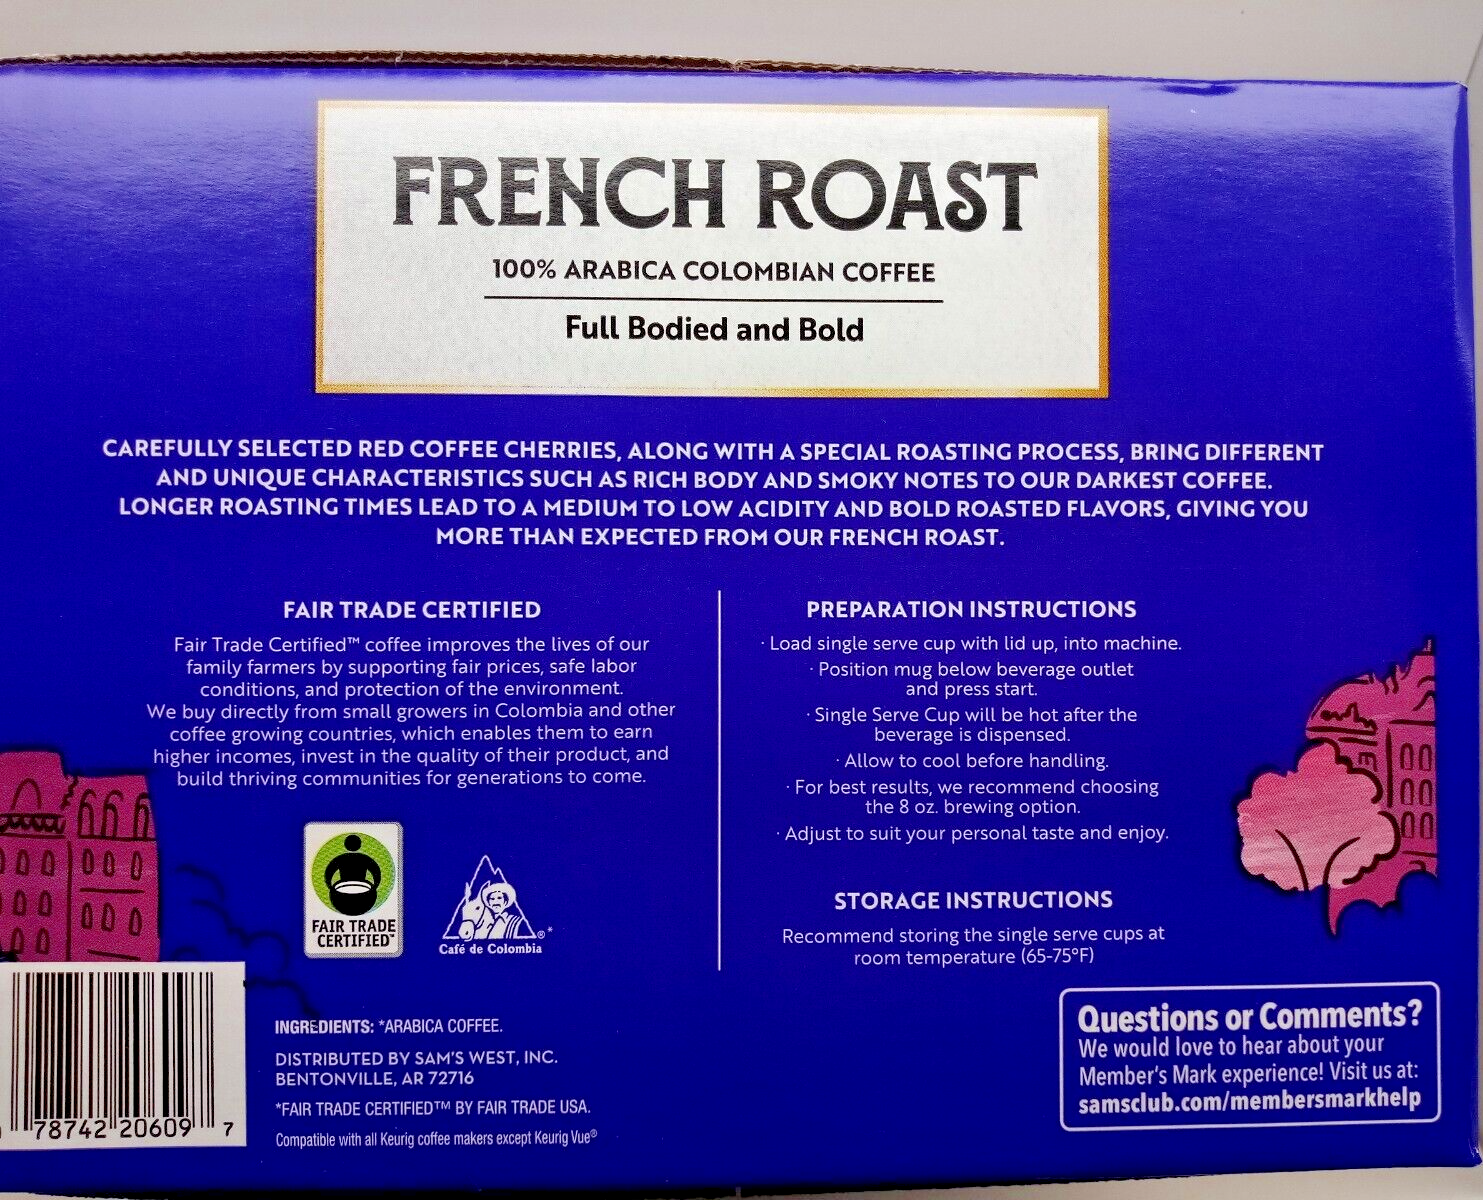 FRENCH ROAST
100% ARABICA COLOMBIAN COFFEE
Full Bodied and Bold
CAREFULLY SELECTED RED COFFEE CHERRIES, ALONG WITH A SPECIAL ROASTING PROCESS, BRING DIFFERENT
AND UNIQUE CHARACTERISTICS SUCH AS RICH BODY AND SMOKY NOTES TO OUR DARKEST COFFEE.
LONGER ROASTING TIMES LEAD TO A MEDIUM TO LOW ACIDITY AND BOLD ROASTED FLAVORS, GIVING YOU
MORE THAN EXPECTED FROM OUR FRENCH ROAST.
FAIR TRADE CERTIFIED
Fair Trade Certified™ coffee improves the lives of our
family farmers by supporting fair prices, safe labor
conditions, and protection of the environment.
We buy directly from small growers in Colombia and other
coffee growing countries, which enables them to earn
higher incomes, invest in the quality of their product, and
build thriving communities for generations to come.
FAIR TRADE
CERTIFIED™
®*
Café de Colombia
PREPARATION INSTRUCTIONS
· Load single serve cup with lid up, into machine.
· Position mug below beverage outlet
and press start.
· Single Serve Cup will be hot after the
beverage is dispensed.
· Allow to cool before handling.
· For best results, we recommend choosing
the 8 oz. brewing option.
· Adjust to suit your personal taste and enjoy.
STORAGE INSTRUCTIONS
Recommend storing the single serve cups at
room temperature (65-75°F)
78742 20609 7
INGREDIENTS: *ARABICA COFFEE.
DISTRIBUTED BY SAM'S WEST, INC.
BENTONVILLE, AR 72716
*FAIR TRADE CERTIFIED™ BY FAIR TRADE USA.
Compatible with all Keurig coffee makers except Keurig Vue®
Questions or Comments?
We would love to hear about your
Member's Mark experience! Visit us at:
samsclub.com/membersmarkhelp